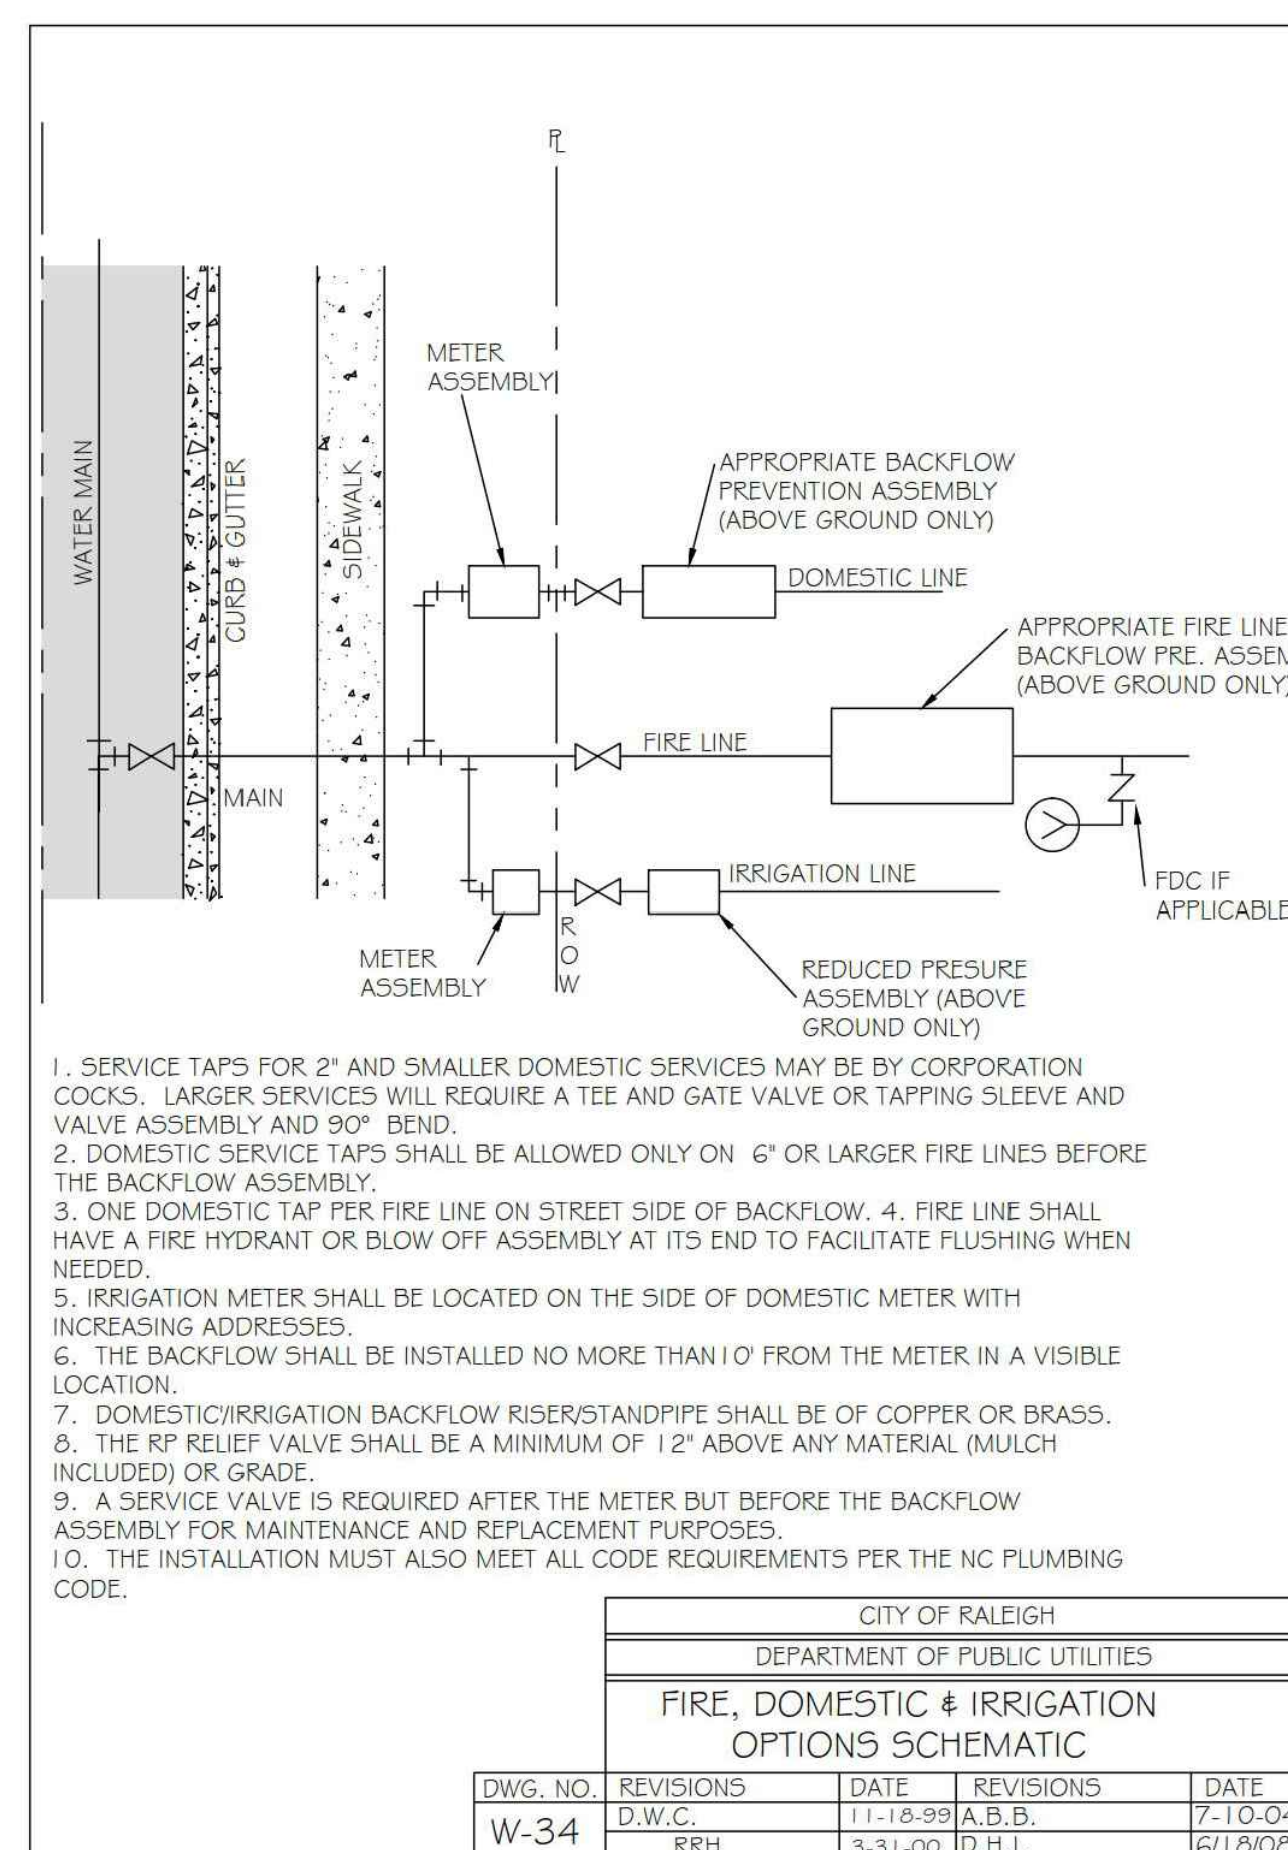 PL
METER
ASSEMBLY
WATER MAIN
CURB & GUTTER
SIDEWALK
APPROPRIATE BACKFLOW
PREVENTION ASSEMBLY
(ABOVE GROUND ONLY)
DOMESTIC LINE
APPROPRIATE FIRE LINE
BACKFLOW PRE. ASSEM
(ABOVE GROUND ONLY)
FIRE LINE
MAIN
IRRIGATION LINE
FDC IF
APPLICABLE
R
O
W
METER
ASSEMBLY
REDUCED PRESURE
ASSEMBLY (ABOVE
GROUND ONLY)
1. SERVICE TAPS FOR 2" AND SMALLER DOMESTIC SERVICES MAY BE BY CORPORATION
COCKS. LARGER SERVICES WILL REQUIRE A TEE AND GATE VALVE OR TAPPING SLEEVE AND
VALVE ASSEMBLY AND 90° BEND.
2. DOMESTIC SERVICE TAPS SHALL BE ALLOWED ONLY ON 6" OR LARGER FIRE LINES BEFORE
THE BACKFLOW ASSEMBLY.
3. ONE DOMESTIC TAP PER FIRE LINE ON STREET SIDE OF BACKFLOW. 4. FIRE LINE SHALL
HAVE A FIRE HYDRANT OR BLOW OFF ASSEMBLY AT ITS END TO FACILITATE FLUSHING WHEN
NEEDED.
5. IRRIGATION METER SHALL BE LOCATED ON THE SIDE OF DOMESTIC METER WITH
INCREASING ADDRESSES.
6. THE BACKFLOW SHALL BE INSTALLED NO MORE THAN10' FROM THE METER IN A VISIBLE
LOCATION.
7. DOMESTIC'/IRRIGATION BACKFLOW RISER/STANDPIPE SHALL BE OF COPPER OR BRASS.
8. THE RP RELIEF VALVE SHALL BE A MINIMUM OF 12" ABOVE ANY MATERIAL (MULCH
INCLUDED) OR GRADE.
9. A SERVICE VALVE IS REQUIRED AFTER THE METER BUT BEFORE THE BACKFLOW
ASSEMBLY FOR MAINTENANCE AND REPLACEMENT PURPOSES.
10. THE INSTALLATION MUST ALSO MEET ALL CODE REQUIREMENTS PER THE NC PLUMBING
CODE.
CITY OF RALEIGH
DEPARTMENT OF PUBLIC UTILITIES
FIRE, DOMESTIC & IRRIGATION
OPTIONS SCHEMATIC
DWG. NO. REVISIONS DATE REVISIONS DATE
W-34 D.W.C. 11-18-99 A.B.B. 7-10-04
RRH 3-31-00 D.H.L. 6/18/08